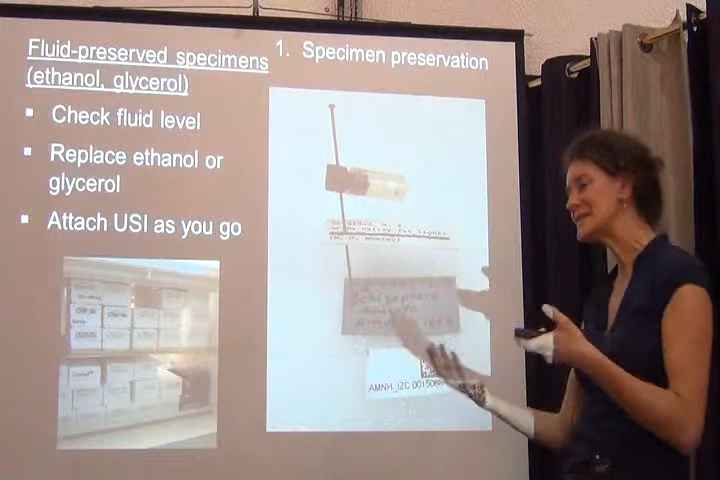 Fluid-preserved specimens
(ethanol, glycerol)
1. Specimen preservation
▪ Check fluid level
▪ Replace ethanol or
glycerol
▪ Attach USI as you go
AMNH_IZC